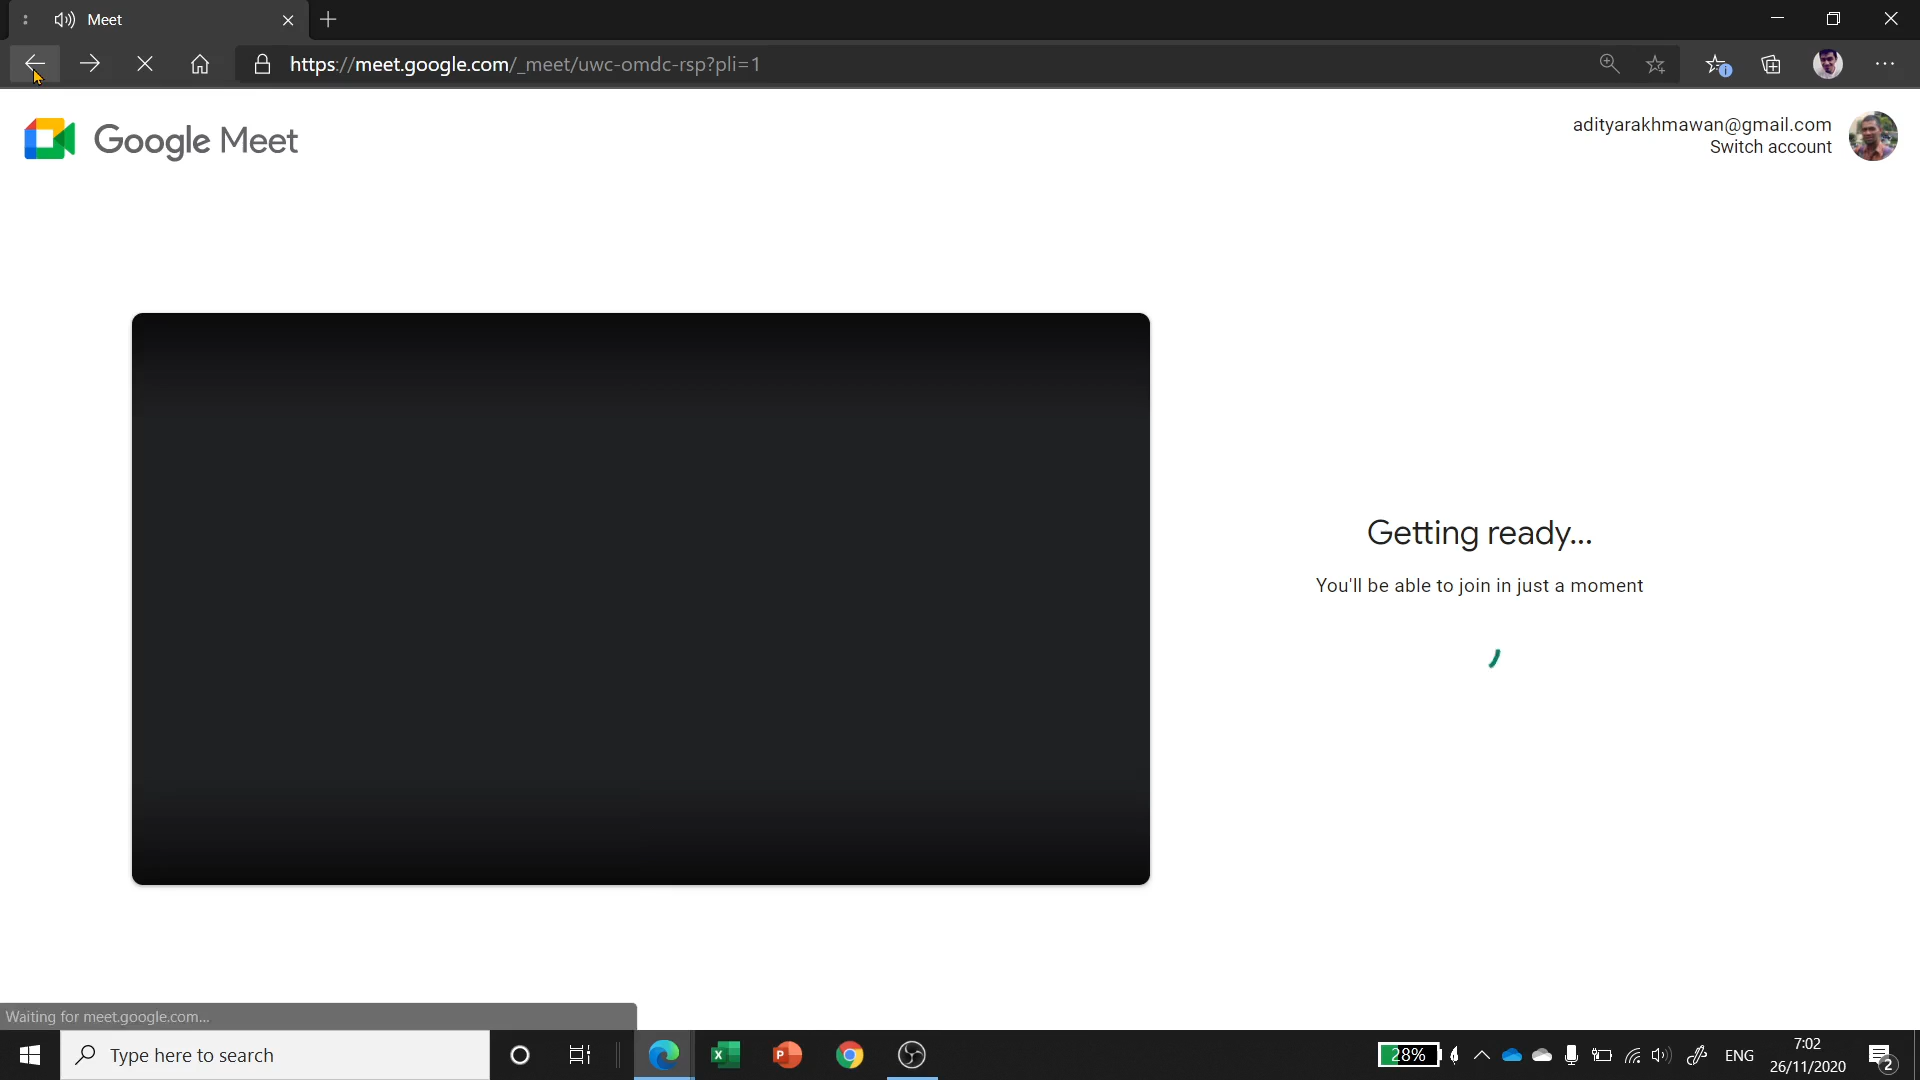 Meet
https://meet.google.com/_meet/uwc-omdc-rsp?pli=1
Google Meet
adityarakhmawan@gmail.com
Switch account
Getting ready...
You'll be able to join in just a moment
Waiting for meet.google.com...
Type here to search
28%
ENG
7:02
26/11/2020
2